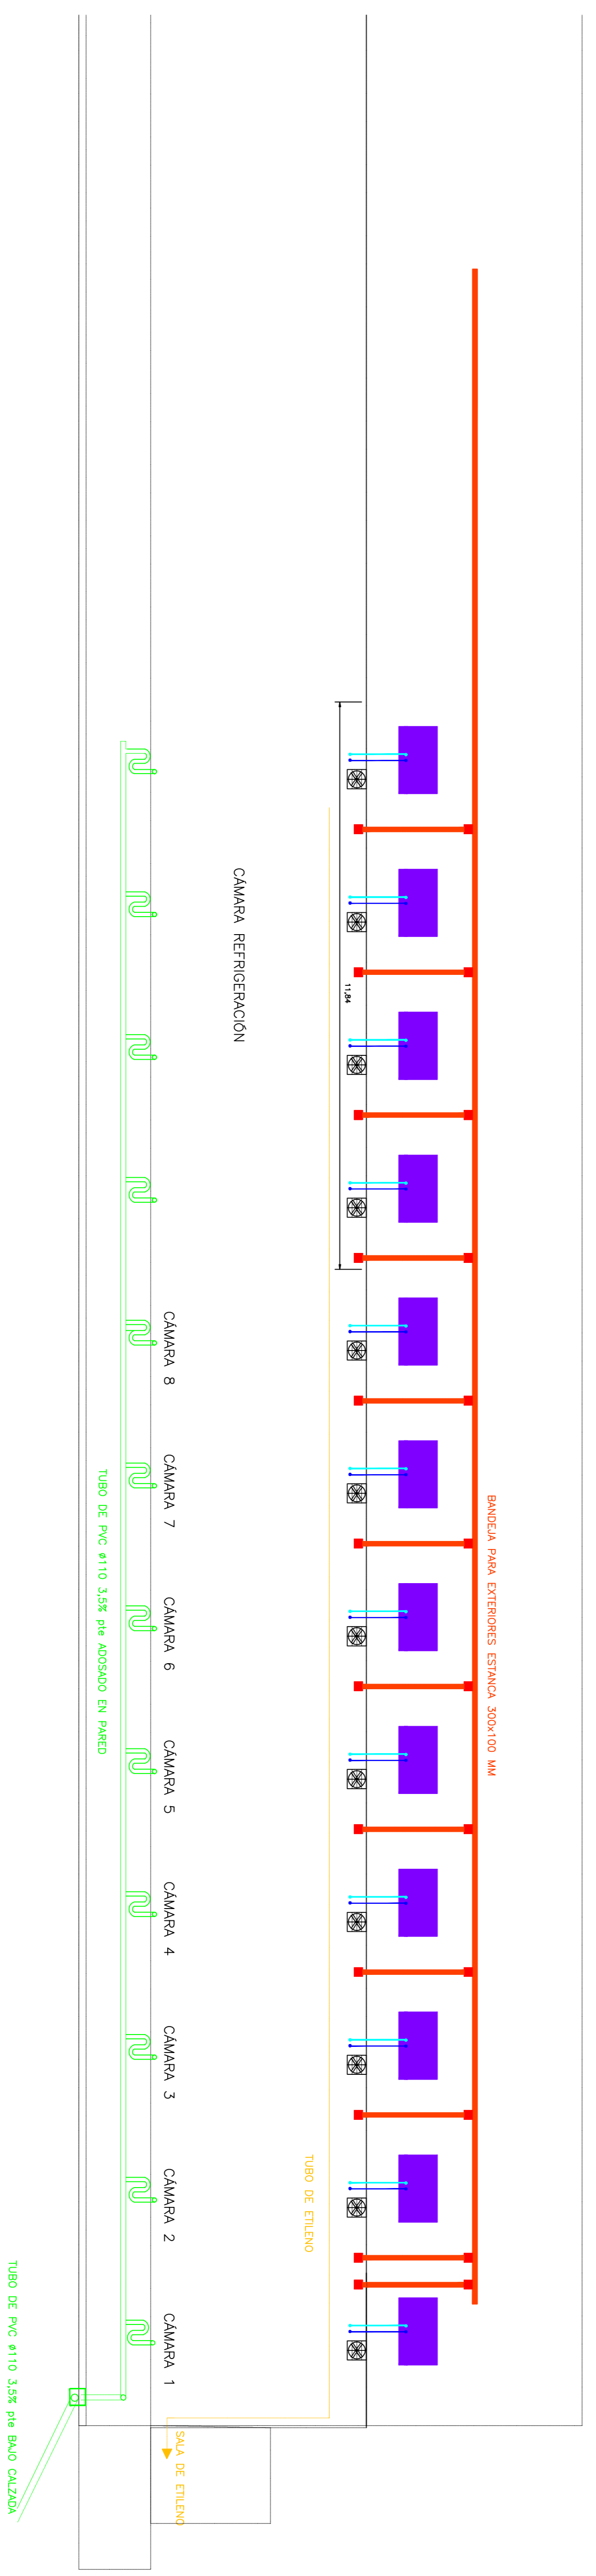 CÁMARA REFRIGERACIÓN
11,84
CÁMARA 8
CÁMARA 7
CÁMARA 6
CÁMARA 5
CÁMARA 4
CÁMARA 3
CÁMARA 2
CÁMARA 1
BANDEJA PARA EXTERIORES ESTANCA 300x100 MM
TUBO DE PVC ø110 3,5% pte ADOSADO EN PARED
TUBO DE ETILENO
SALA DE ETILENO
TUBO DE PVC ø110 3,5% pte BAJO CALZADA